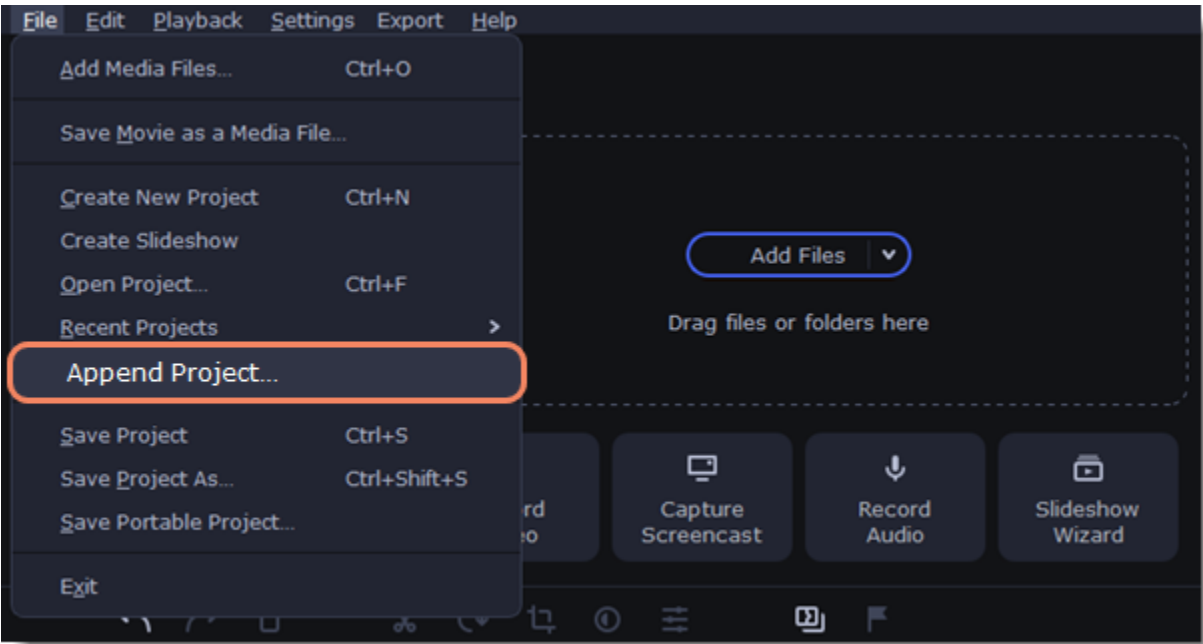 File Edit Playback Settings Export Help
Add Media Files... Ctrl+O
Save Movie as a Media File...
Create New Project Ctrl+N
Create Slideshow
Open Project... Ctrl+F
Recent Projects
Append Project...
Save Project Ctrl+S
Save Project As... Ctrl+Shift+S
Save Portable Project...
Exit
Add Files
Drag files or folders here
Capture
Screencast
Record
Audio
Slideshow
Wizard